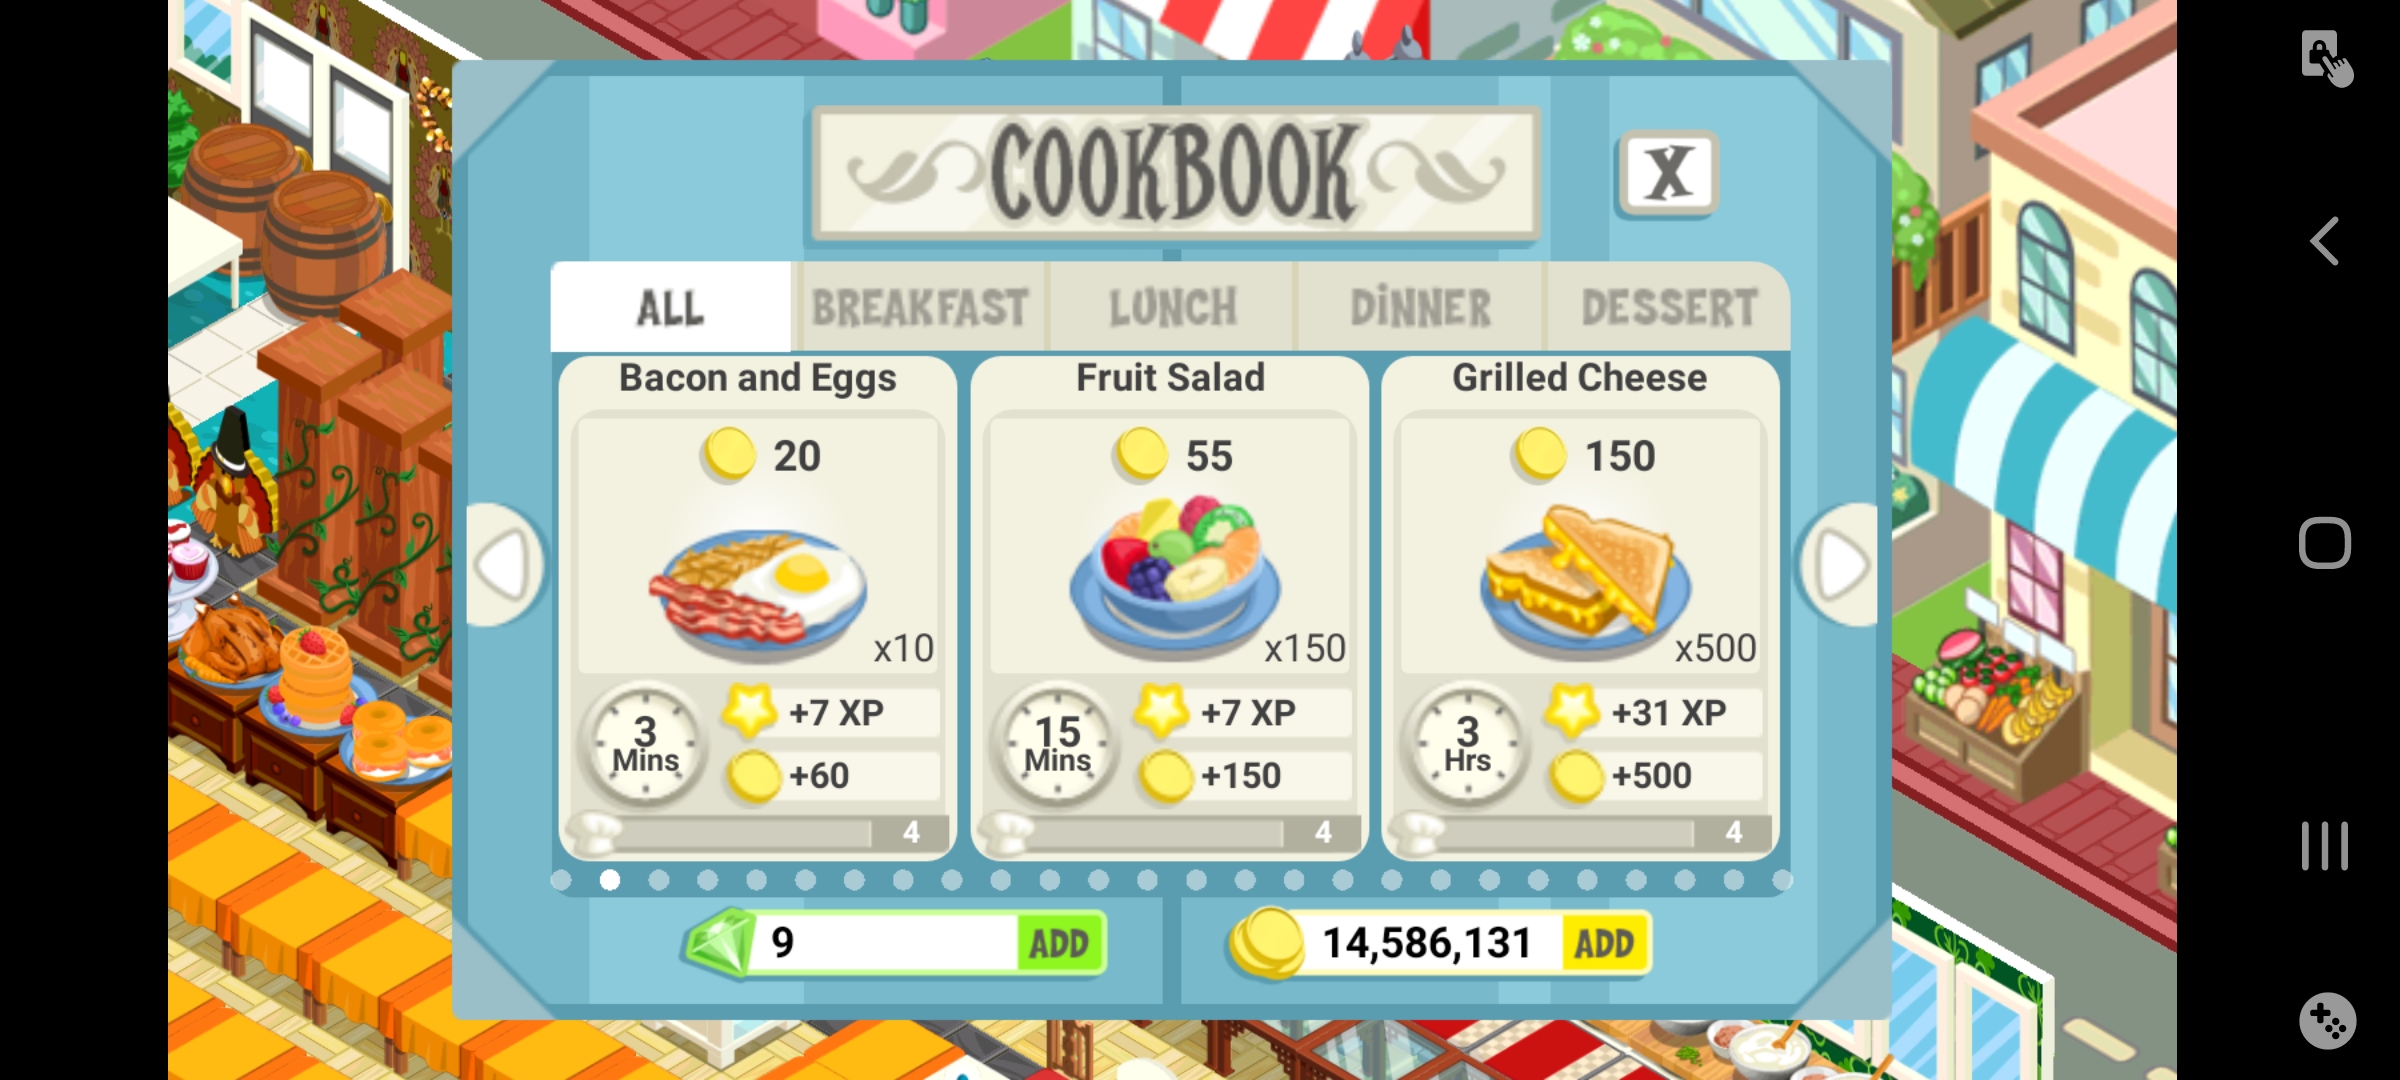 COOKBOOK
X
ALL BREAKFAST LUNCH DINNER DESSERT
Bacon and Eggs
20
x10
3
Mins
+7 XP
+60
4
Fruit Salad
55
x150
15
Mins
+7 XP
+150
4
Grilled Cheese
150
x500
3
Hrs
+31 XP
+500
4
9 ADD
14,586,131 ADD